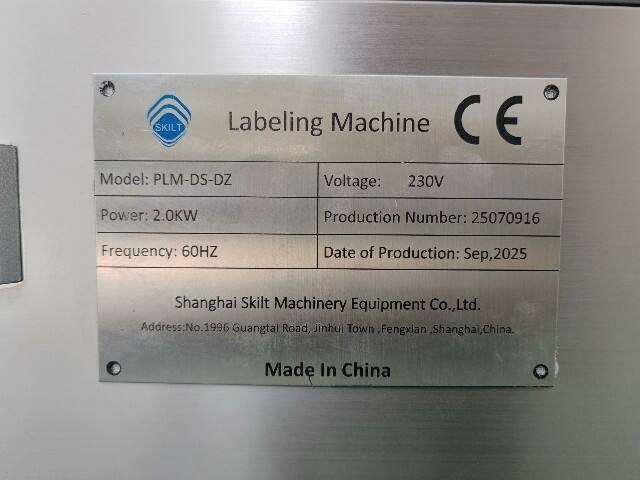 SKILT
Labeling Machine CE
Model: PLM-DS-DZ Voltage: 230V
Power: 2.0KW Production Number: 25070916
Frequency: 60HZ Date of Production: Sep,2025
Shanghai Skilt Machinery Equipment Co.,Ltd.
Address:No.1996 Guangtai Road, Jinhui Town ,Fengxian ,Shanghai,China.
Made In China